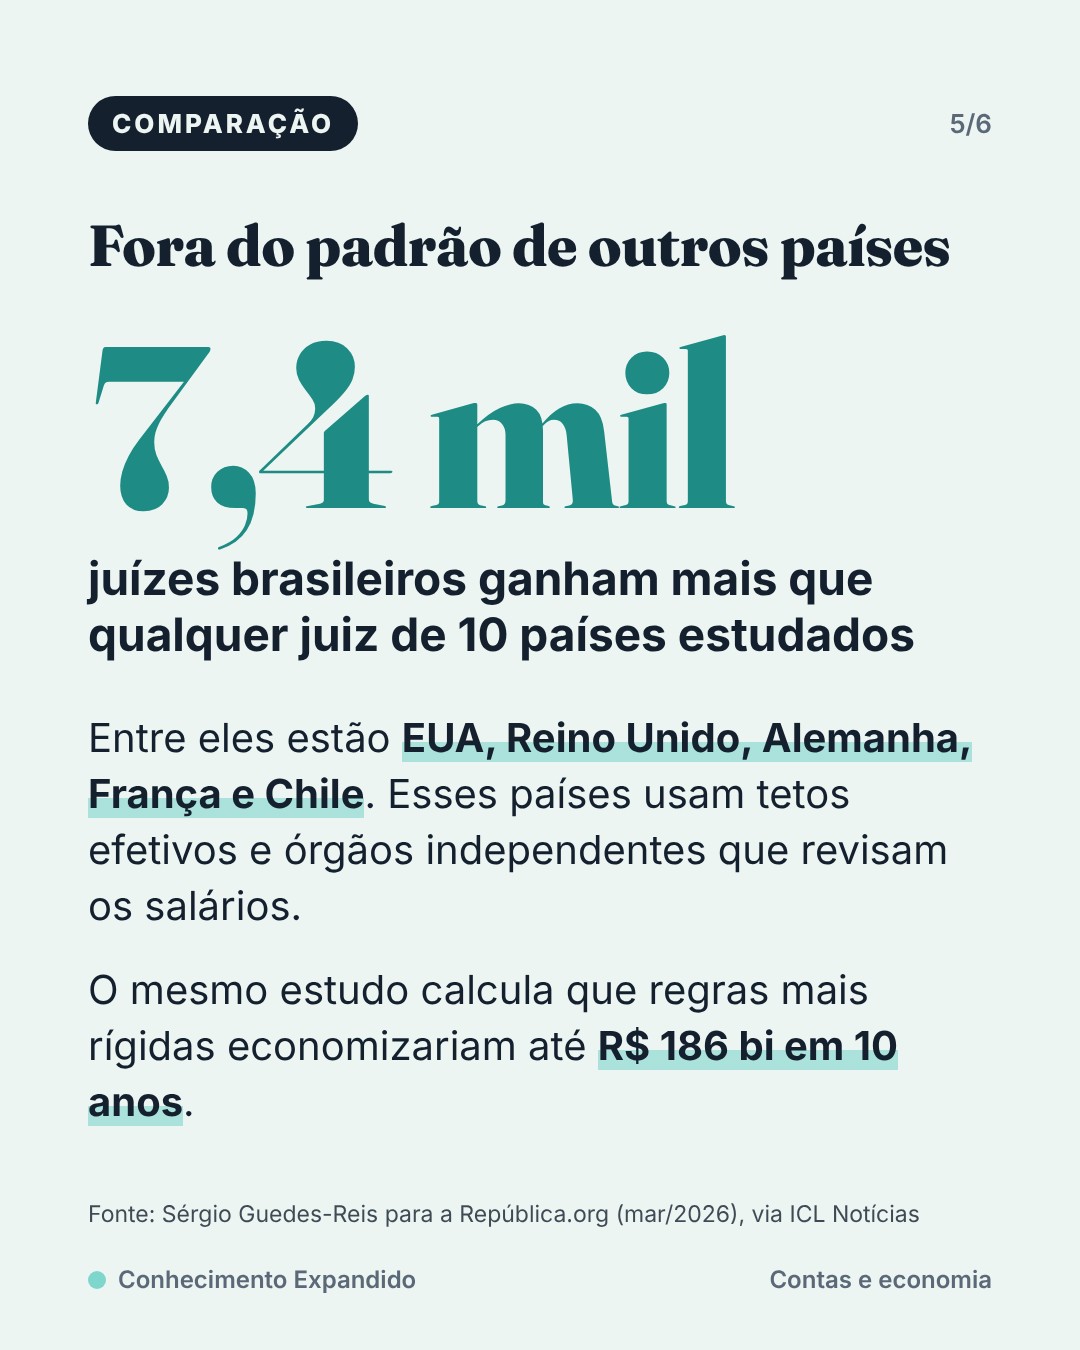 COMPARAÇÃO
5/6
Fora do padrão de outros países
7,4 mil
juízes brasileiros ganham mais que
qualquer juiz de 10 países estudados
Entre eles estão EUA, Reino Unido, Alemanha,
França e Chile. Esses países usam tetos
efetivos e órgãos independentes que revisam
os salários.
O mesmo estudo calcula que regras mais
rígidas economizariam até R$ 186 bi em 10
anos.
Fonte: Sérgio Guedes-Reis para a República.org (mar/2026), via ICL Notícias
Conhecimento Expandido
Contas e economia